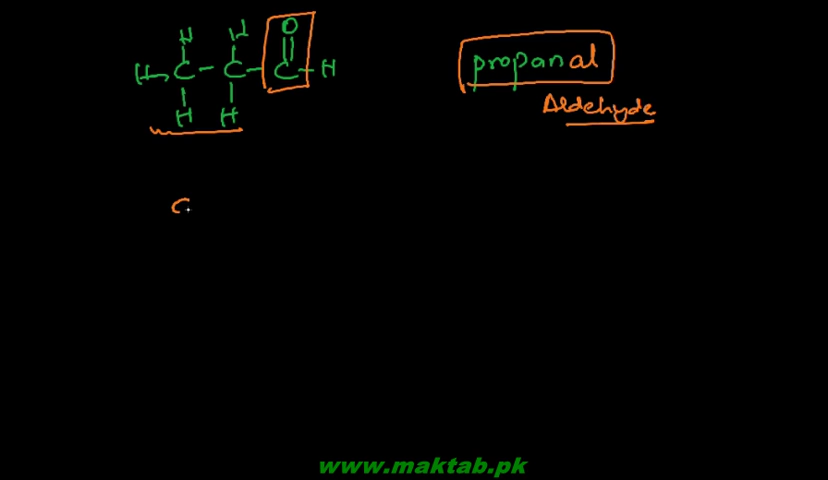 O
H H
H C - C - C - H propanal
H H Aldehyde
C
www.maktab.pk